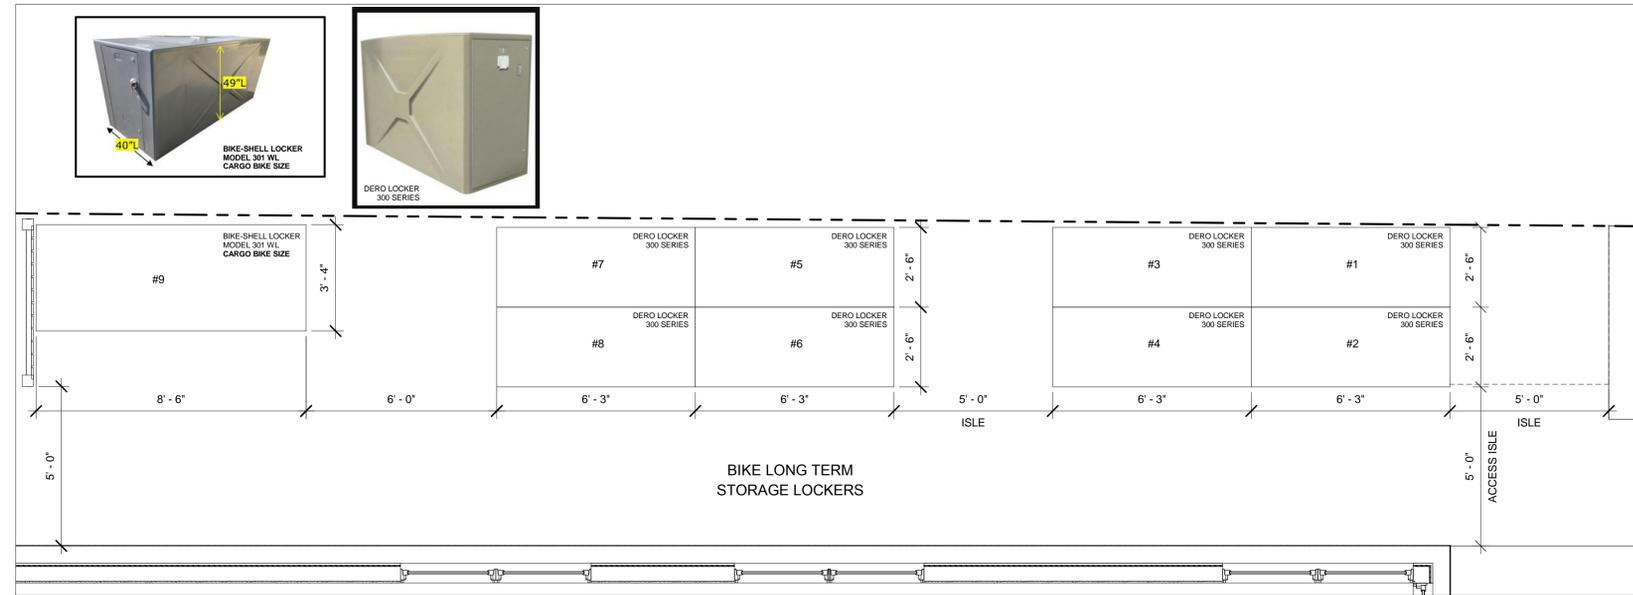 49"L
40"L
BIKE-SHELL LOCKER
MODEL 301 WL
CARGO BIKE SIZE
DERO LOCKER
300 SERIES
BIKE-SHELL LOCKER
MODEL 301 WL
CARGO BIKE SIZE
#9
3' - 4"
DERO LOCKER
300 SERIES
#7
DERO LOCKER
300 SERIES
#5
2' - 6"
DERO LOCKER
300 SERIES
#3
DERO LOCKER
300 SERIES
#1
2' - 6"
DERO LOCKER
300 SERIES
#8
DERO LOCKER
300 SERIES
#6
2' - 6"
DERO LOCKER
300 SERIES
#4
DERO LOCKER
300 SERIES
#2
2' - 6"
8' - 6"
6' - 0"
6' - 3"
6' - 3"
5' - 0"
ISLE
6' - 3"
6' - 3"
5' - 0"
ISLE
5' - 0"
BIKE LONG TERM
STORAGE LOCKERS
5' - 0"
ACCESS ISLE